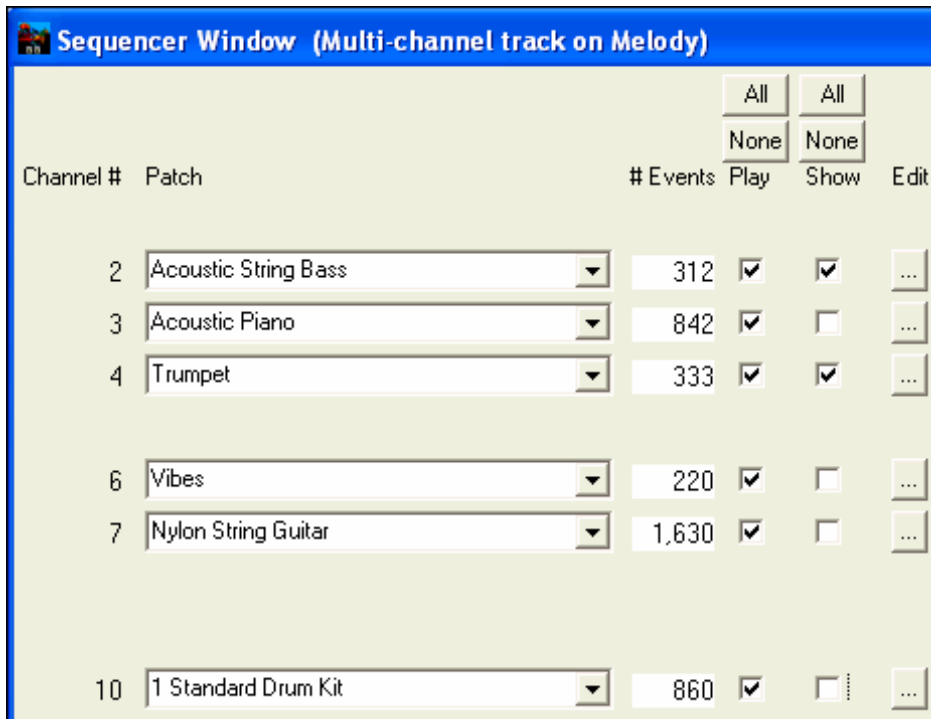 Sequencer Window (Multi-channel track on Melody)
All All
None None
Channel # Patch # Events Play Show Edit
2 Acoustic String Bass 312 ...
3 Acoustic Piano 842 ...
4 Trumpet 333 ...
6 Vibes 220 ...
7 Nylon String Guitar 1,630 ...
10 1 Standard Drum Kit 860 ...